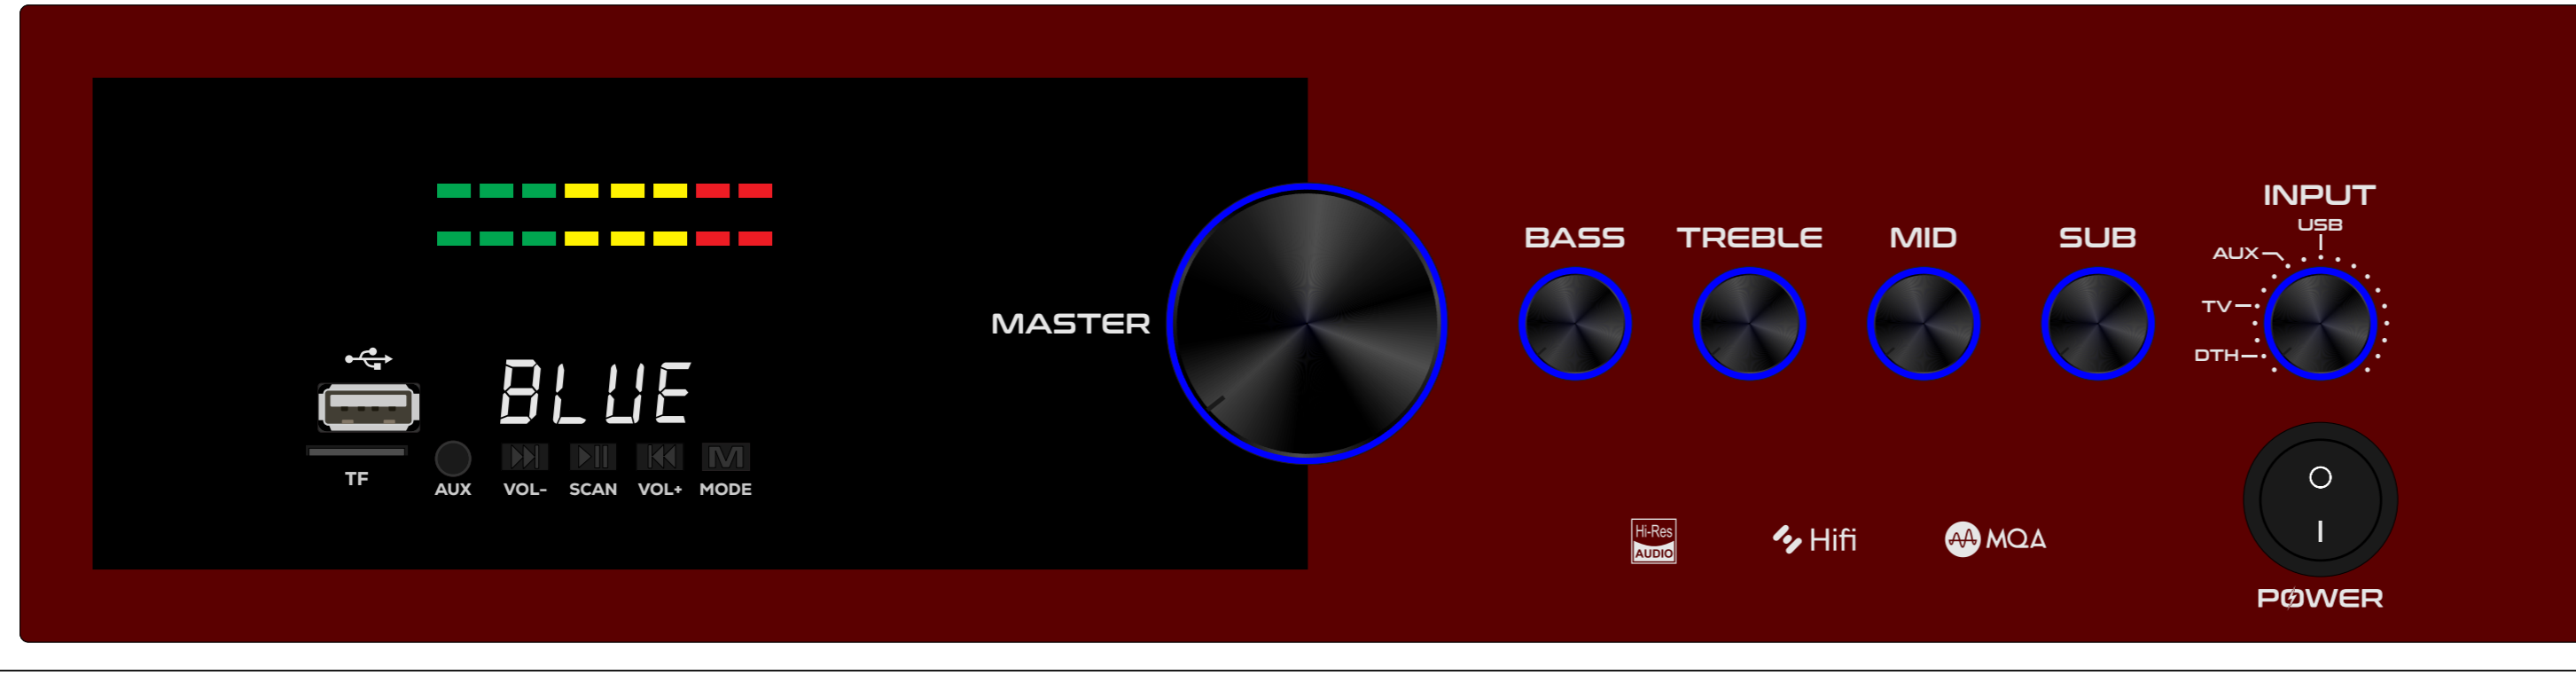 BLUE
TF
AUX
VOL-
SCAN
VOL+
MODE
MASTER
BASS
TREBLE
MID
SUB
INPUT
USB
AUX
TV
DTH
M
Hi-Res
AUDIO
Hifi
MQA
POWER